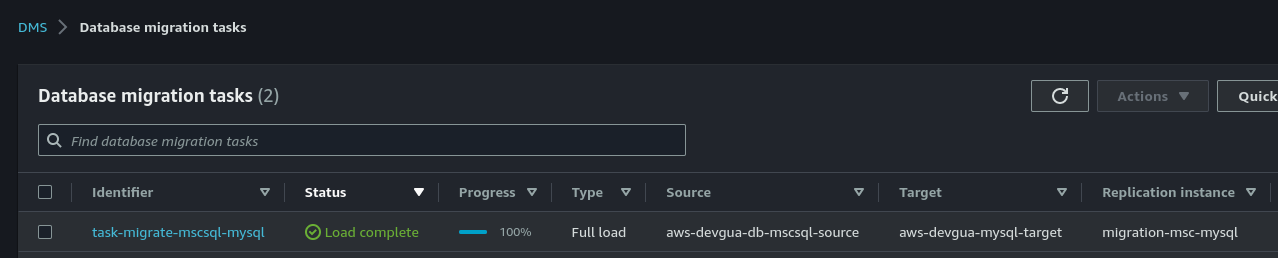 DMS Database migration tasks
Database migration tasks (2)
Actions Quick
Find database migration tasks
Identifier Status Progress Type Source Target Replication instance
task-migrate-mscsql-mysql Load complete 100% Full load aws-devgua-db-mscsql-source aws-devgua-mysql-target migration-msc-mysql